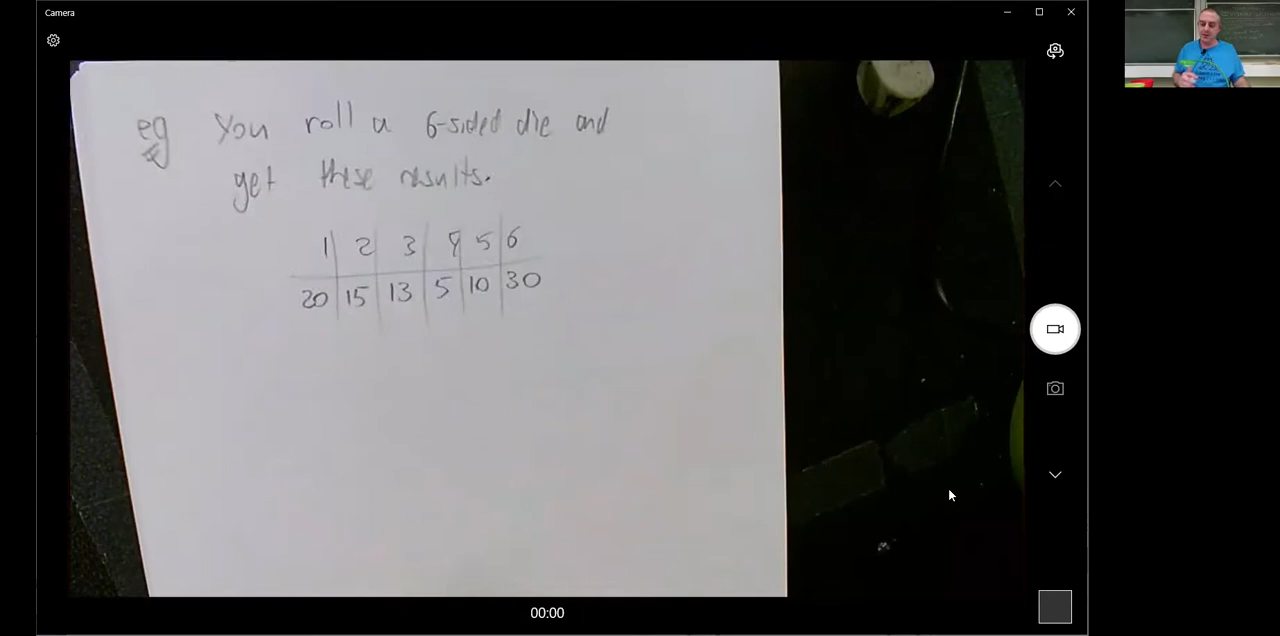 Camera
eg You roll a 6-sided die and
get these results.
1 2 3 4 5 6
20 15 13 5 10 30
00:00